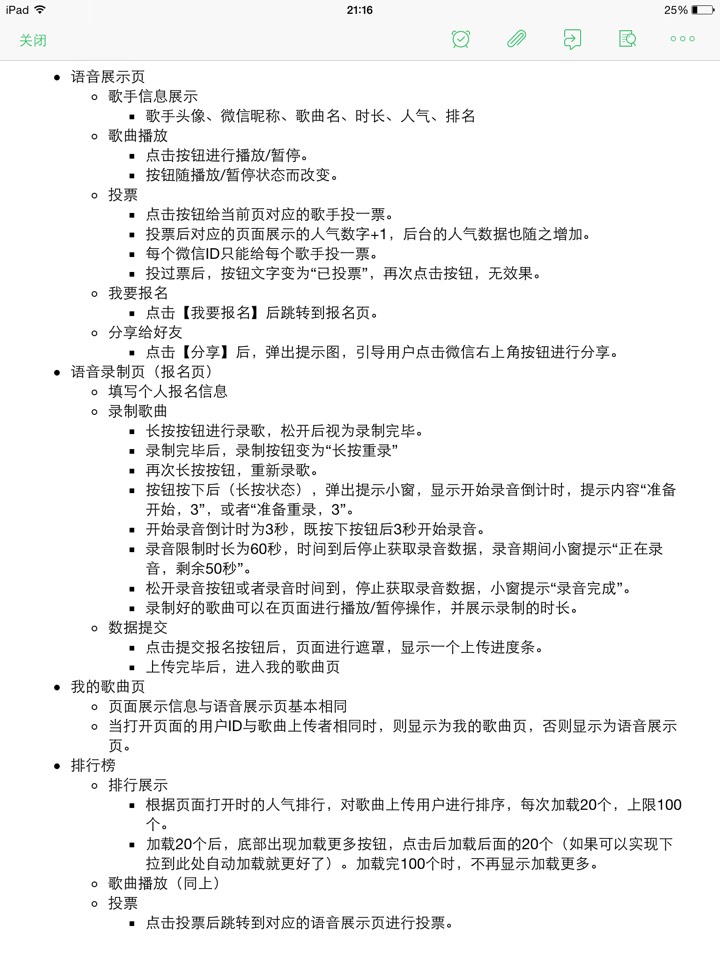 iPad 21:16 25%
关闭
语音展示页
歌手信息展示
歌手头像、微信昵称、歌曲名、时长、人气、排名
歌曲播放
点击按钮进行播放/暂停。
按钮随播放/暂停状态而改变。
投票
点击按钮给当前页对应的歌手投一票。
投票后对应的页面展示的人气数字+1，后台的人气数据也随之增加。
每个微信ID只能给每个歌手投一票。
投过票后，按钮文字变为“已投票”，再次点击按钮，无效果。
我要报名
点击【我要报名】后跳转到报名页。
分享给好友
点击【分享】后，弹出提示图，引导用户点击微信右上角按钮进行分享。
语音录制页（报名页）
填写个人报名信息
录制歌曲
长按按钮进行录歌，松开后视为录制完毕。
录制完毕后，录制按钮变为“长按重录”
再次长按按钮，重新录歌。
按钮按下后（长按状态），弹出提示小窗，显示开始录音倒计时，提示内容“准备
开始，3”，或者“准备重录，3”。
开始录音倒计时为3秒，既按下按钮后3秒开始录音。
录音限制时长为60秒，时间到后停止获取录音数据，录音期间小窗提示“正在录
音，剩余50秒”。
松开录音按钮或者录音时间到，停止获取录音数据，小窗提示“录音完成”。
录制好的歌曲可以在页面进行播放/暂停操作，并展示录制的时长。
数据提交
点击提交报名按钮后，页面进行遮罩，显示一个上传进度条。
上传完毕后，进入我的歌曲页
我的歌曲页
页面展示信息与语音展示页基本相同
当打开页面的用户ID与歌曲上传者相同时，则显示为我的歌曲页，否则显示为语音展示
页。
排行榜
排行展示
根据页面打开时的人气排行，对歌曲上传用户进行排序，每次加载20个，上限100
个。
加载20个后，底部出现加载更多按钮，点击后加载后面的20个（如果可以实现下
拉到此处自动加载就更好了）。加载完100个时，不再显示加载更多。
歌曲播放（同上）
投票
点击投票后跳转到对应的语音展示页进行投票。